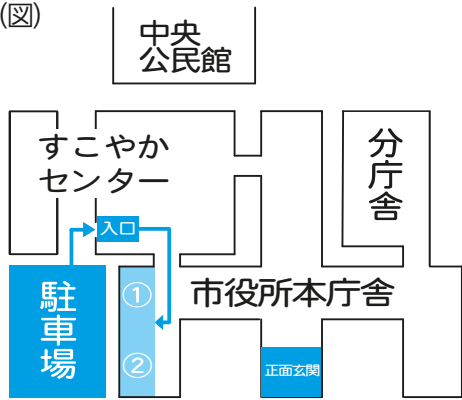 (図)
中央
公民館
すこやか
センター
分庁舎
入口
駐車場
①
②
市役所本庁舎
正面玄関